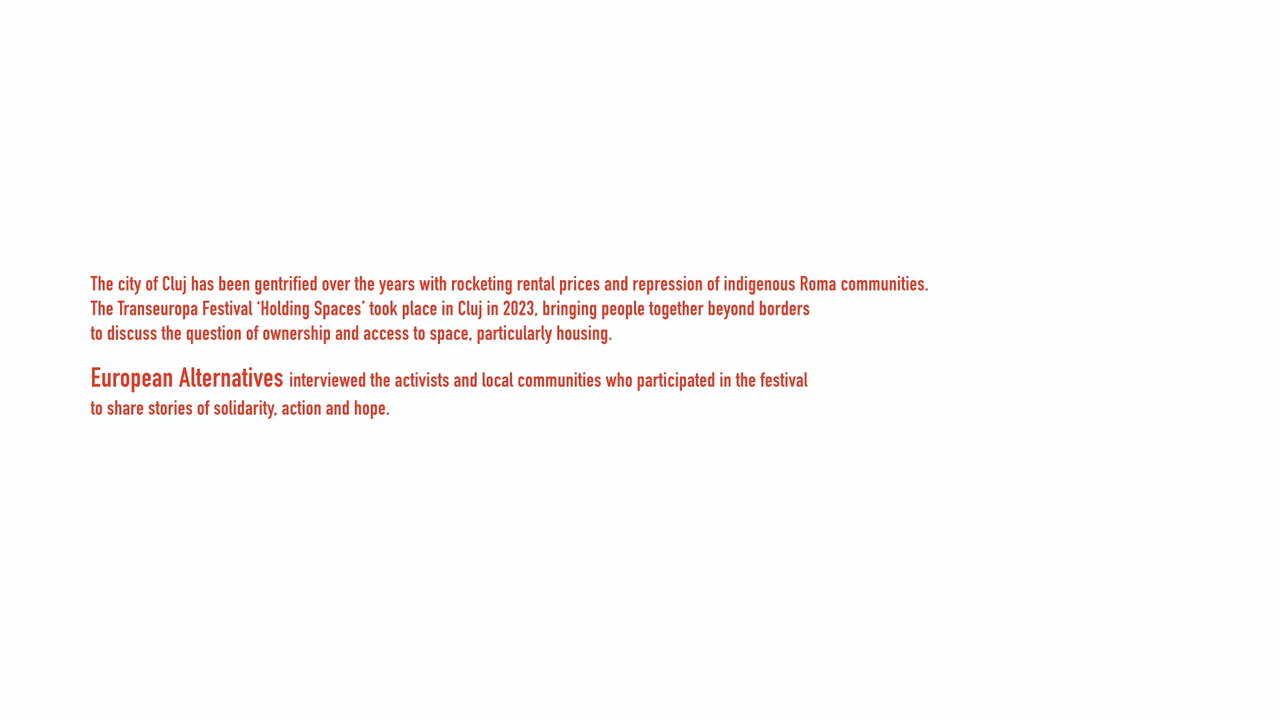 The city of Cluj has been gentrified over the years with rocketing rental prices and repression of indigenous Roma communities.
The Transeuropa Festival ‘Holding Spaces’ took place in Cluj in 2023, bringing people together beyond borders
to discuss the question of ownership and access to space, particularly housing.
European Alternatives interviewed the activists and local communities who participated in the festival
to share stories of solidarity, action and hope.